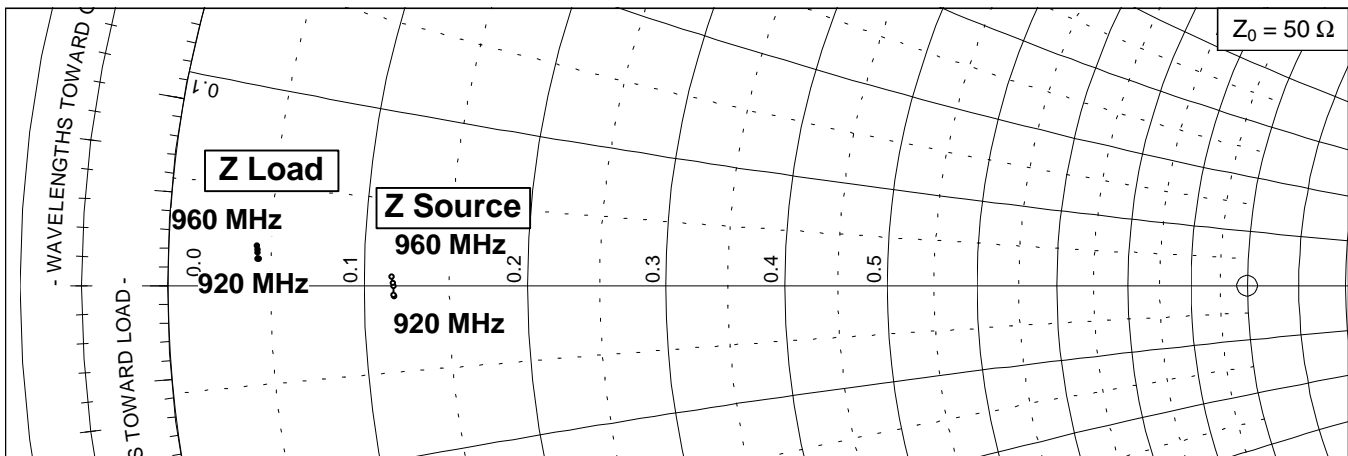 Z₀ = 50 Ω
- WAVELENGTHS TOWARD
0.1
Z Load
960 MHz
0.0
920 MHz
Z Source
960 MHz
920 MHz
0.1
0.2
0.3
0.4
0.5
TOWARD LOAD -